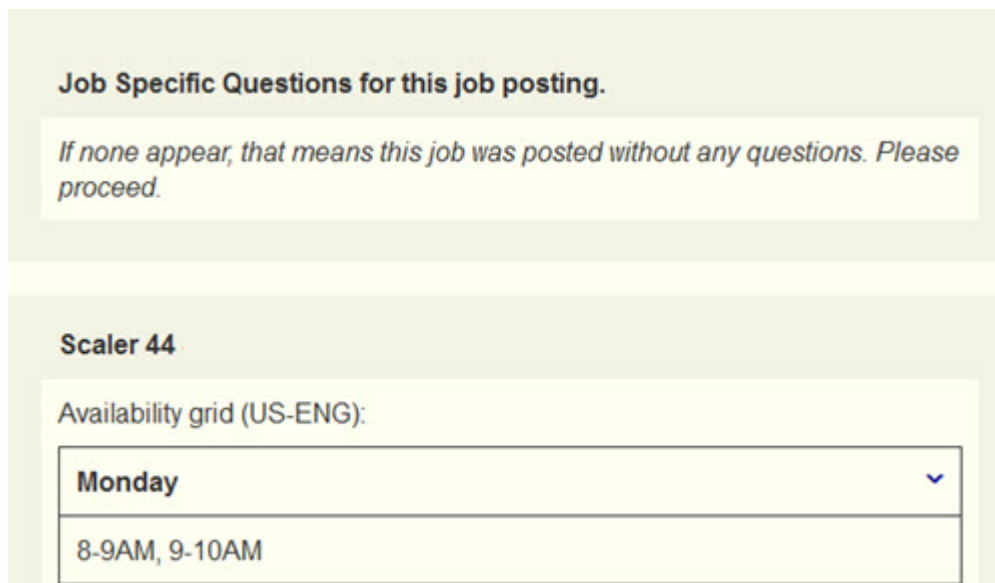 Job Specific Questions for this job posting.
If none appear, that means this job was posted without any questions. Please
proceed.
Scaler 44
Availability grid (US-ENG):
Monday
8-9AM, 9-10AM